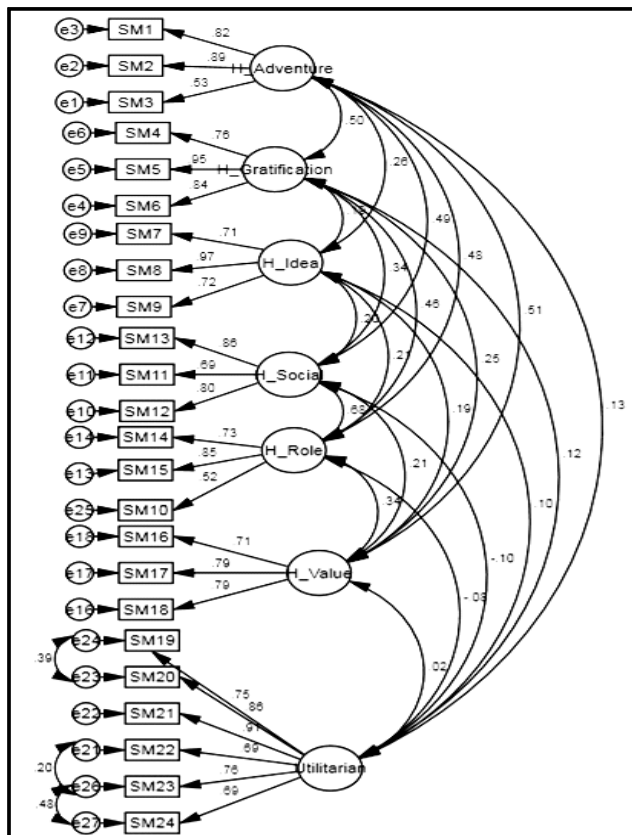 e3 SM1 .82
e2 SM2 .89 H_Adventure
e1 SM3 .53
.50
e6 SM4 .76
.26
e5 SM5 .95 H_Gratification
.49
e4 SM6 .84
.48
e9 SM7 .71
.34
.46
.51
e8 SM8 .97 H_Idea
.25
e7 SM9 .72
.21
.19
.13
e12 SM13 .86
.12
e11 SM11 .69 H_Social
e10 SM12 .80
.68
.21
.10
e14 SM14 .73
H_Role
e13 SM15 .85
.34
-.10
e25 SM10 .52
e18 SM16 .71
e17 SM17 .79 H_Value
-.08
e16 SM18 .79
e24 SM19
.39
.02
e23 SM20 .75
.86
e22 SM21 .91
e21 SM22 .69
.20
Utilitarian
e26 SM23 .76
.48
.69
e27 SM24